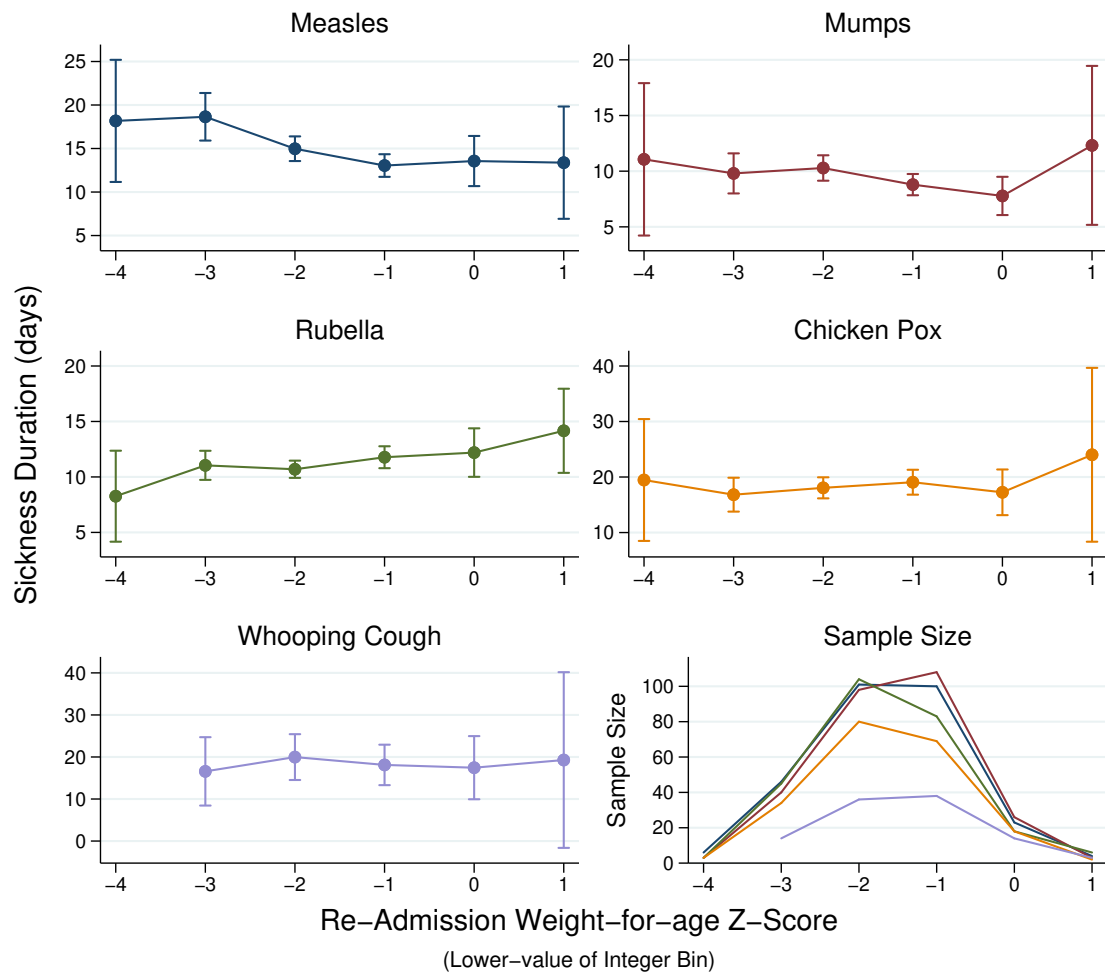 Measles
25
20
15
10
5
−4 −3 −2 −1 0 1
Mumps
20
15
10
5
−4 −3 −2 −1 0 1
Sickness Duration (days)
Rubella
20
15
10
5
−4 −3 −2 −1 0 1
Chicken Pox
40
30
20
10
−4 −3 −2 −1 0 1
Whooping Cough
40
30
20
10
0
−4 −3 −2 −1 0 1
Sample Size
Sample Size
100
80
60
40
20
0
−4 −3 −2 −1 0 1
Re−Admission Weight−for−age Z−Score
(Lower−value of Integer Bin)